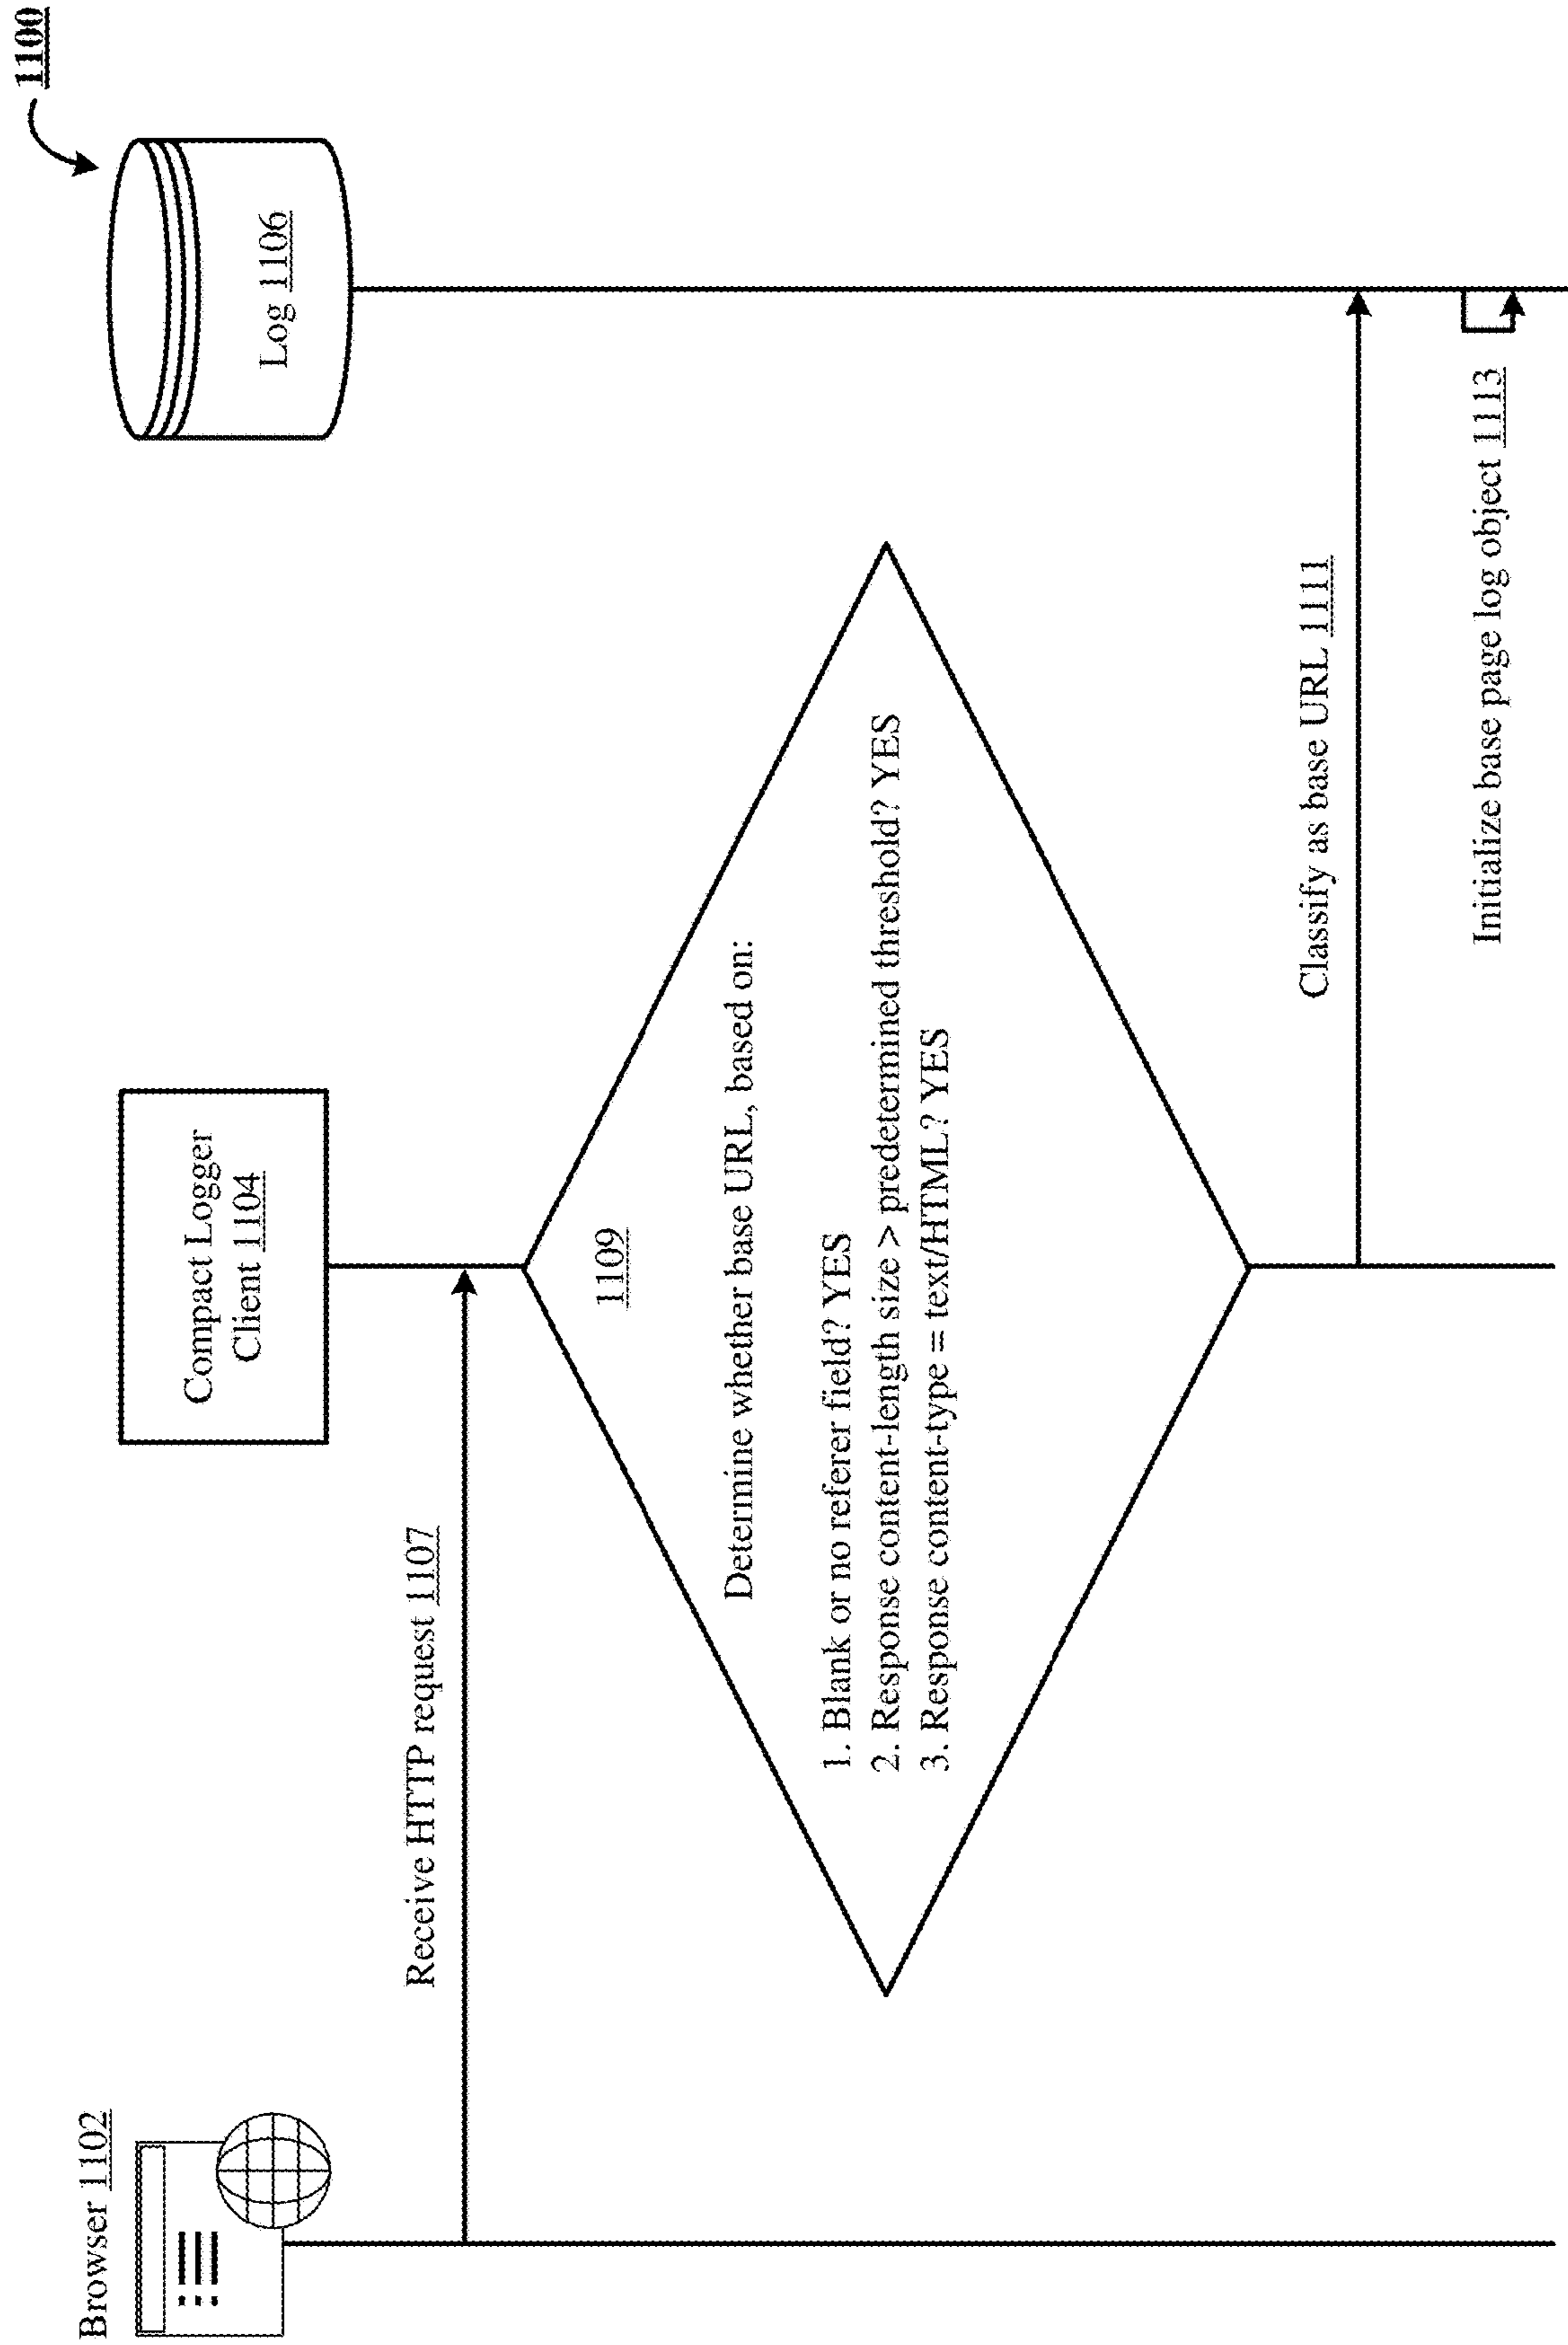 1100
Browser 1102
Compact Logger
Client 1104
Log 1106
Receive HTTP request 1107
1109
Determine whether base URL, based on:
1. Blank or no referer field? YES
2. Response content-length size > predetermined threshold? YES
3. Response content-type = text/HTML? YES
Classify as base URL 1111
Initialize base page log object 1113